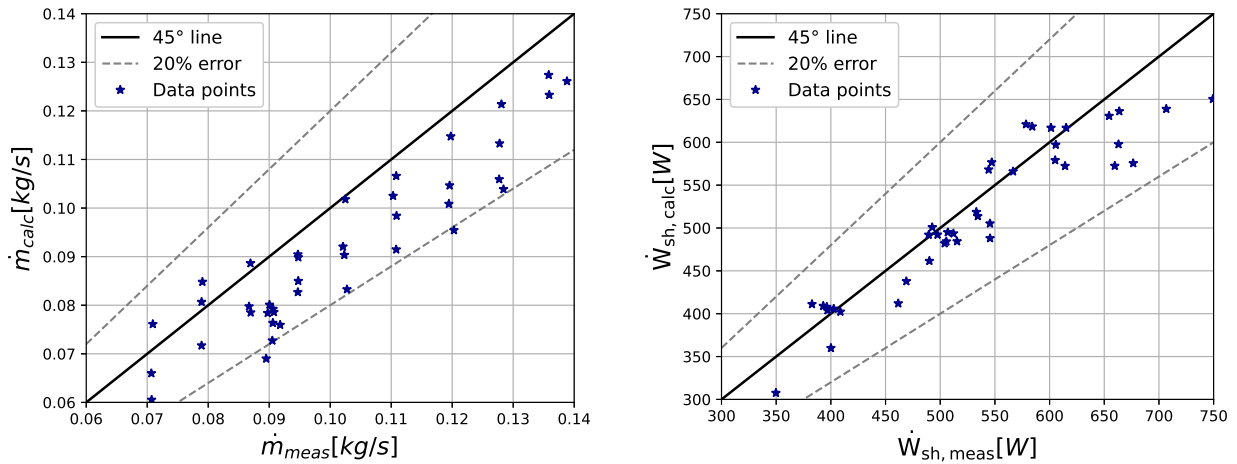 0.14
0.13
0.12
0.11
0.10
0.09
0.08
0.07
0.06
45° line
20% error
Data points
0.06 0.07 0.08 0.09 0.10 0.11 0.12 0.13 0.14
ṁcalc[kg/s]
ṁmeas[kg/s]
750
700
650
600
550
500
450
400
350
300
45° line
20% error
Data points
300 350 400 450 500 550 600 650 700 750
Ẇsh, calc[W]
Ẇsh, meas[W]